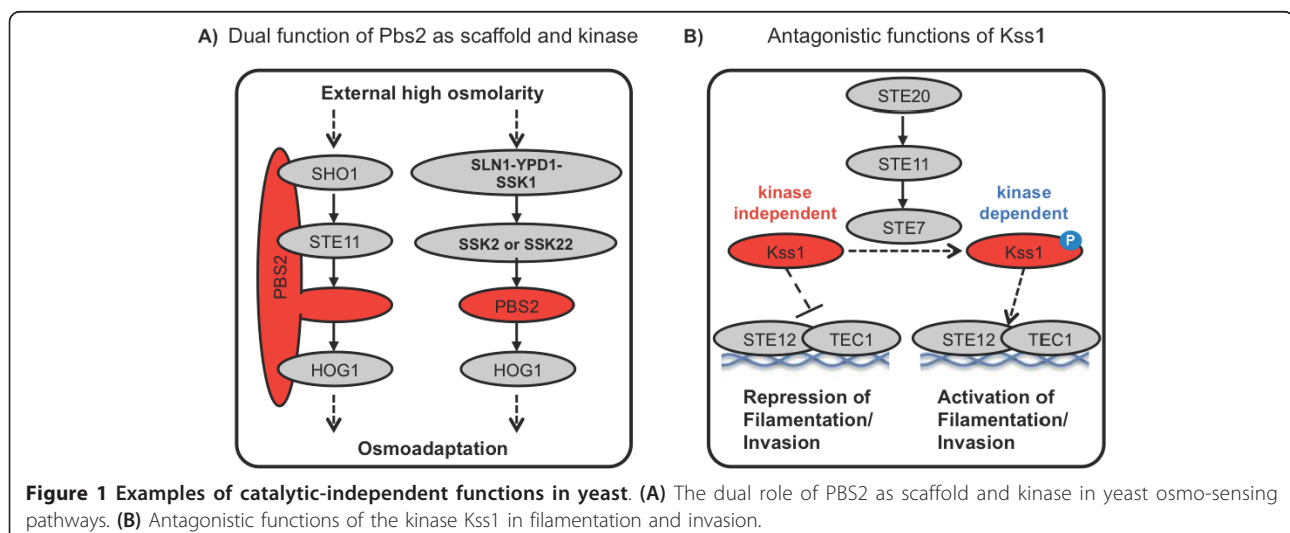 A) Dual function of Pbs2 as scaffold and kinase
External high osmolarity
PBS2
SHO1
STE11
HOG1
SLN1-YPD1-
SSK1
SSK2 or SSK22
PBS2
HOG1
Osmoadaptation
B) Antagonistic functions of Kss1
STE20
STE11
STE7
kinase
independent
kinase
dependent
Kss1
Kss1
P
STE12
TEC1
STE12
TEC1
Repression of
Filamentation/
Invasion
Activation of
Filamentation/
Invasion
Figure 1 Examples of catalytic-independent functions in yeast. (A) The dual role of PBS2 as scaffold and kinase in yeast osmo-sensing
pathways. (B) Antagonistic functions of the kinase Kss1 in filamentation and invasion.